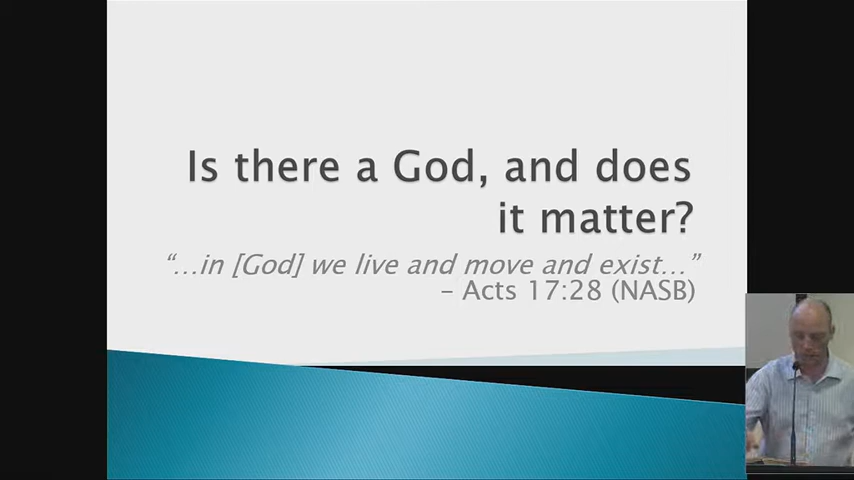 Is there a God, and does
it matter?
“…in [God] we live and move and exist…”
– Acts 17:28 (NASB)